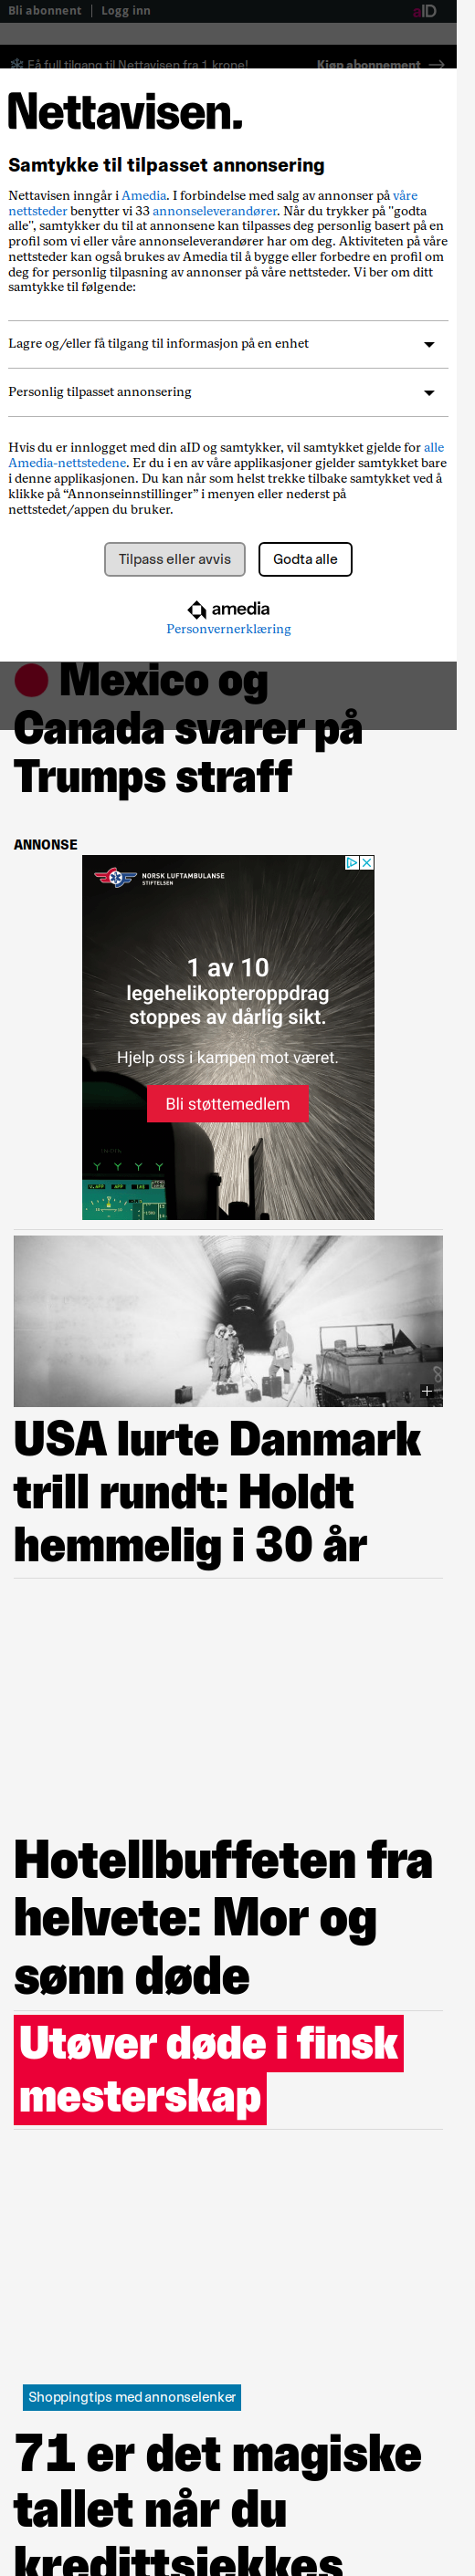 Bli abonnent | Logg inn
aID
Få full tilgang til Nettavisen fra 1 krone!
Kjøp abonnement
Nettavisen.
Samtykke til tilpasset annonsering
Nettavisen inngår i Amedia. I forbindelse med salg av annonser på våre
nettsteder benytter vi 33 annonseleverandører. Når du trykker på "godta
alle", samtykker du til at annonsene kan tilpasses deg personlig basert på en
profil som vi eller våre annonseleverandører har om deg. Aktiviteten på våre
nettsteder kan også brukes av Amedia til å bygge eller forbedre en profil om
deg for personlig tilpasning av annonser på våre nettsteder. Vi ber om ditt
samtykke til følgende:
Lagre og/eller få tilgang til informasjon på en enhet
Personlig tilpasset annonsering
Hvis du er innlogget med din aID og samtykker, vil samtykket gjelde for alle
Amedia-nettstedene. Er du i en av våre applikasjoner gjelder samtykket bare
i denne applikasjonen. Du kan når som helst trekke tilbake samtykket ved å
klikke på “Annonseinnstillinger” i menyen eller nederst på
nettstedet/appen du bruker.
Tilpass eller avvis
Godta alle
amedia
Personvernerklæring
Mexico og
Canada svarer på
Trumps straff
ANNONSE
NORSK LUFTAMBULANSE
STIFTELSEN
1 av 10
legehelikopteroppdrag
stoppes av dårlig sikt.
Hjelp oss i kampen mot været.
Bli støttemedlem
USA lurte Danmark
trill rundt: Holdt
hemmelig i 30 år
Hotellbuffeten fra
helvete: Mor og
sønn døde
Utøver døde i finsk
mesterskap
Shoppingtips med annonselenker
71 er det magiske
tallet når du
kredittsjekkes